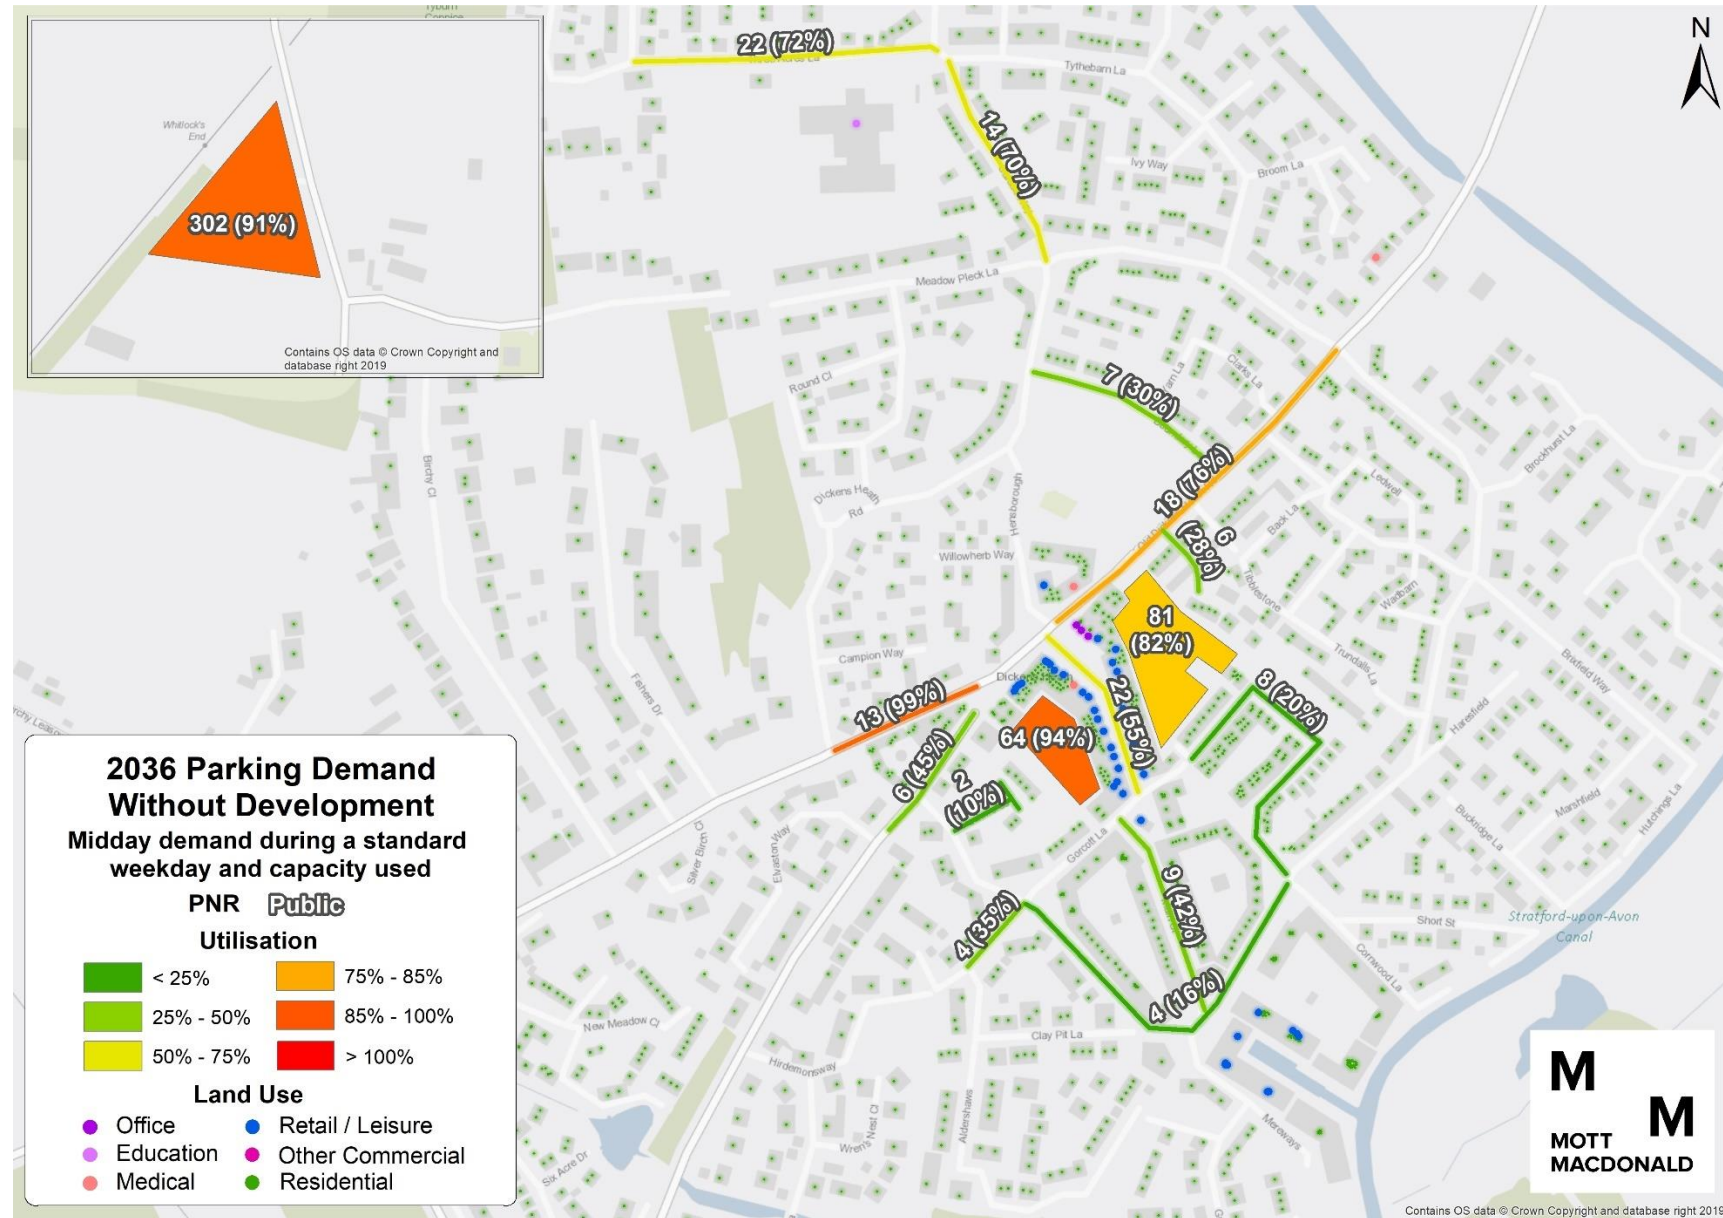 Tyburn
Coppice
N
22 (72%)
Tythebarn La
Whitlock's
End
302 (91%)
Contains OS data © Crown Copyright and
database right 2019
14 (70%)
Ivy Way
Broom La
Meadow Pleck La
Round Cl
7 (30%)
Clarks La
18 (76%)
Birchy Cl
Dickens Heath
Rd
Hensborough
Ledwell
Brockhurst La
Back La
6
(28%)
Willowherb Way
Tibblestone
Wadbarn
81
(82%)
Campion Way
Trundalls La
Brixfield Way
Fishers Dr
22 (55%)
8 (20%)
13 (99%)
64 (94%)
Haresfield
6 (45%)
2
(10%)
Marshfield
Buckridge La
Hutchings La
Silver Birch Cl
Elvaston Way
Gorcott La
9 (42%)
4 (35%)
Short St
Stratford-upon-Avon
Canal
Cornwood La
4 (16%)
New Meadow Cl
Clay Pit La
Hirdemonsway
Aldershaws
Wren's Nest Cl
Mereways
Six Acre Dr
2036 Parking Demand
Without Development
Midday demand during a standard
weekday and capacity used
PNR Public
Utilisation
< 25% 75% - 85%
25% - 50% 85% - 100%
50% - 75% > 100%
Land Use
Office Retail / Leisure
Education Other Commercial
Medical Residential
M
M
MOTT
MACDONALD
Contains OS data © Crown Copyright and database right 2019